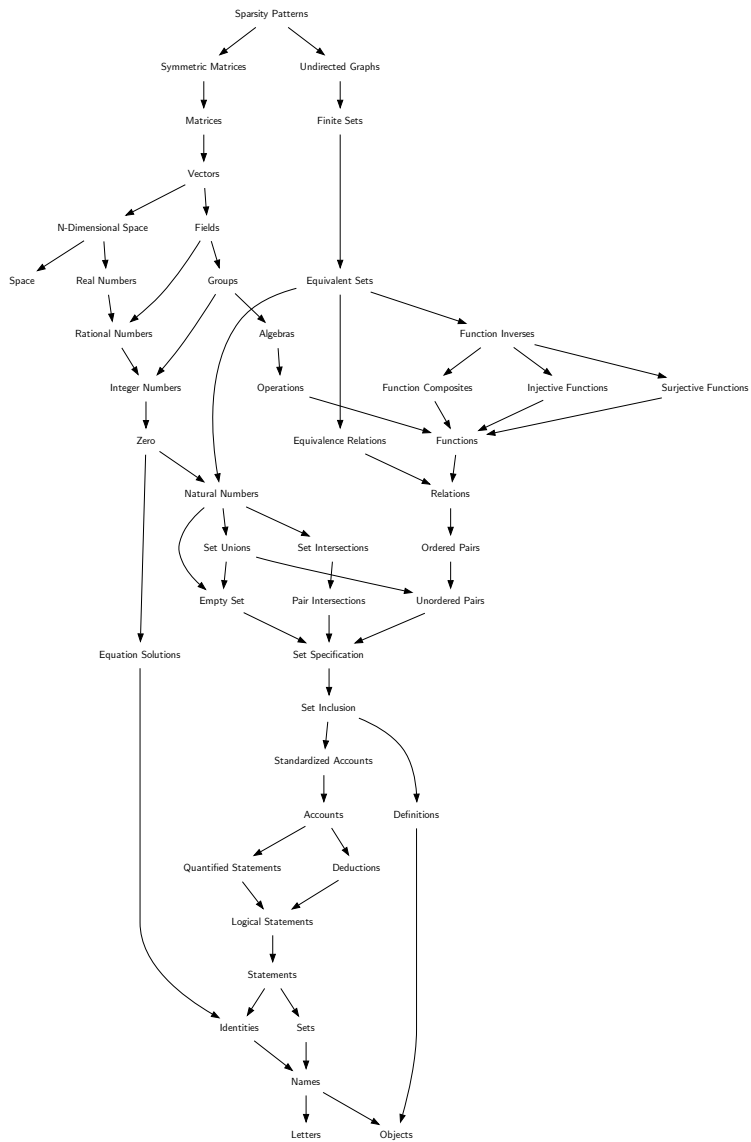 Sparsity Patterns
Symmetric Matrices
Undirected Graphs
Matrices
Finite Sets
Vectors
N-Dimensional Space
Fields
Space
Real Numbers
Groups
Equivalent Sets
Rational Numbers
Algebras
Function Inverses
Integer Numbers
Operations
Function Composites
Injective Functions
Surjective Functions
Zero
Equivalence Relations
Functions
Natural Numbers
Relations
Set Unions
Set Intersections
Ordered Pairs
Empty Set
Pair Intersections
Unordered Pairs
Equation Solutions
Set Specification
Set Inclusion
Standardized Accounts
Accounts
Definitions
Quantified Statements
Deductions
Logical Statements
Statements
Identities
Sets
Names
Letters
Objects